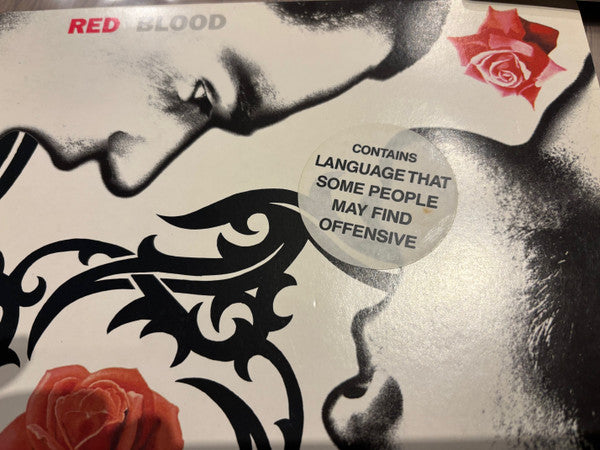 RED BLOOD
CONTAINS
LANGUAGE THAT
SOME PEOPLE
MAY FIND
OFFENSIVE